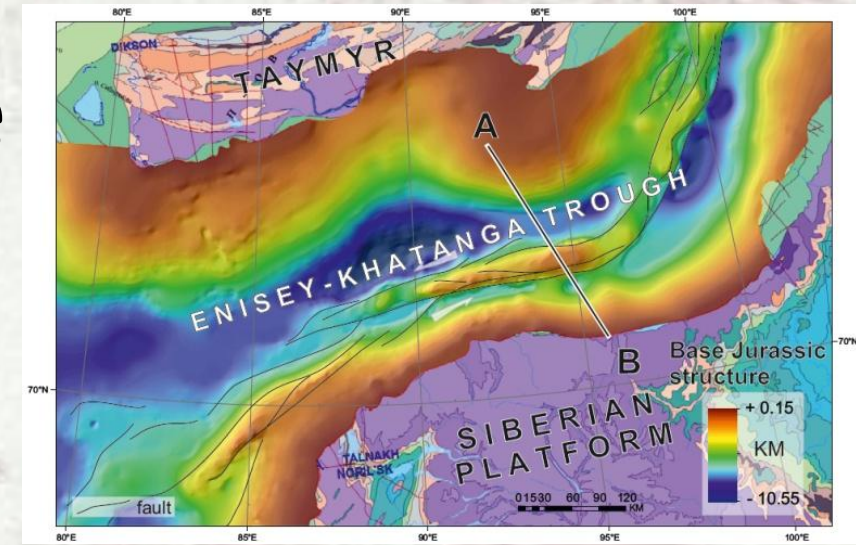 80°E 85°E 90°E 95°E 100°E
DIKSON
TAYMYR
A
ENISEY-KHATANGA TROUGH
B
70°N
70°N
Base Jurassic
structure
+ 0.15
KM
- 10.55
SIBERIAN
PLATFORM
TALNAKH
NORIL'SK
0 15 30 60 90 120
KM
fault
80°E 85°E 90°E 95°E 100°E